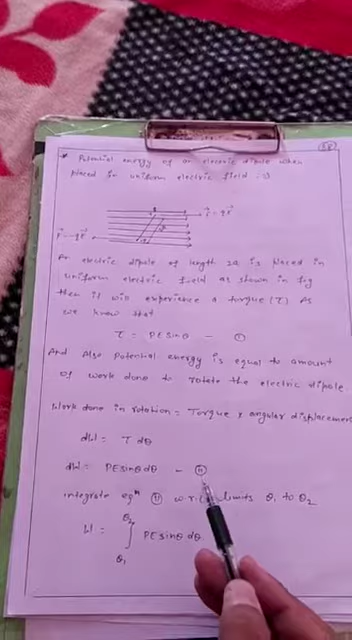 * Potential energy of an electric dipole when
placed in uniform electric field :->
An electric dipole of length 2a is placed in
uniform electric field as shown in fig
then it will experience a torque (τ) As
we know that
τ = PE sinθ - ①
And Also Potential energy is equal to amount
of work done to rotate the electric dipole
Work done in rotation = Torque x angular displacement
dW = τ dθ
dW = PE sinθ dθ - ⑪
integrate eqⁿ ⑪ w.r.t limits θ₁ to θ₂
θ₂
W = ∫ PE sinθ dθ
θ₁